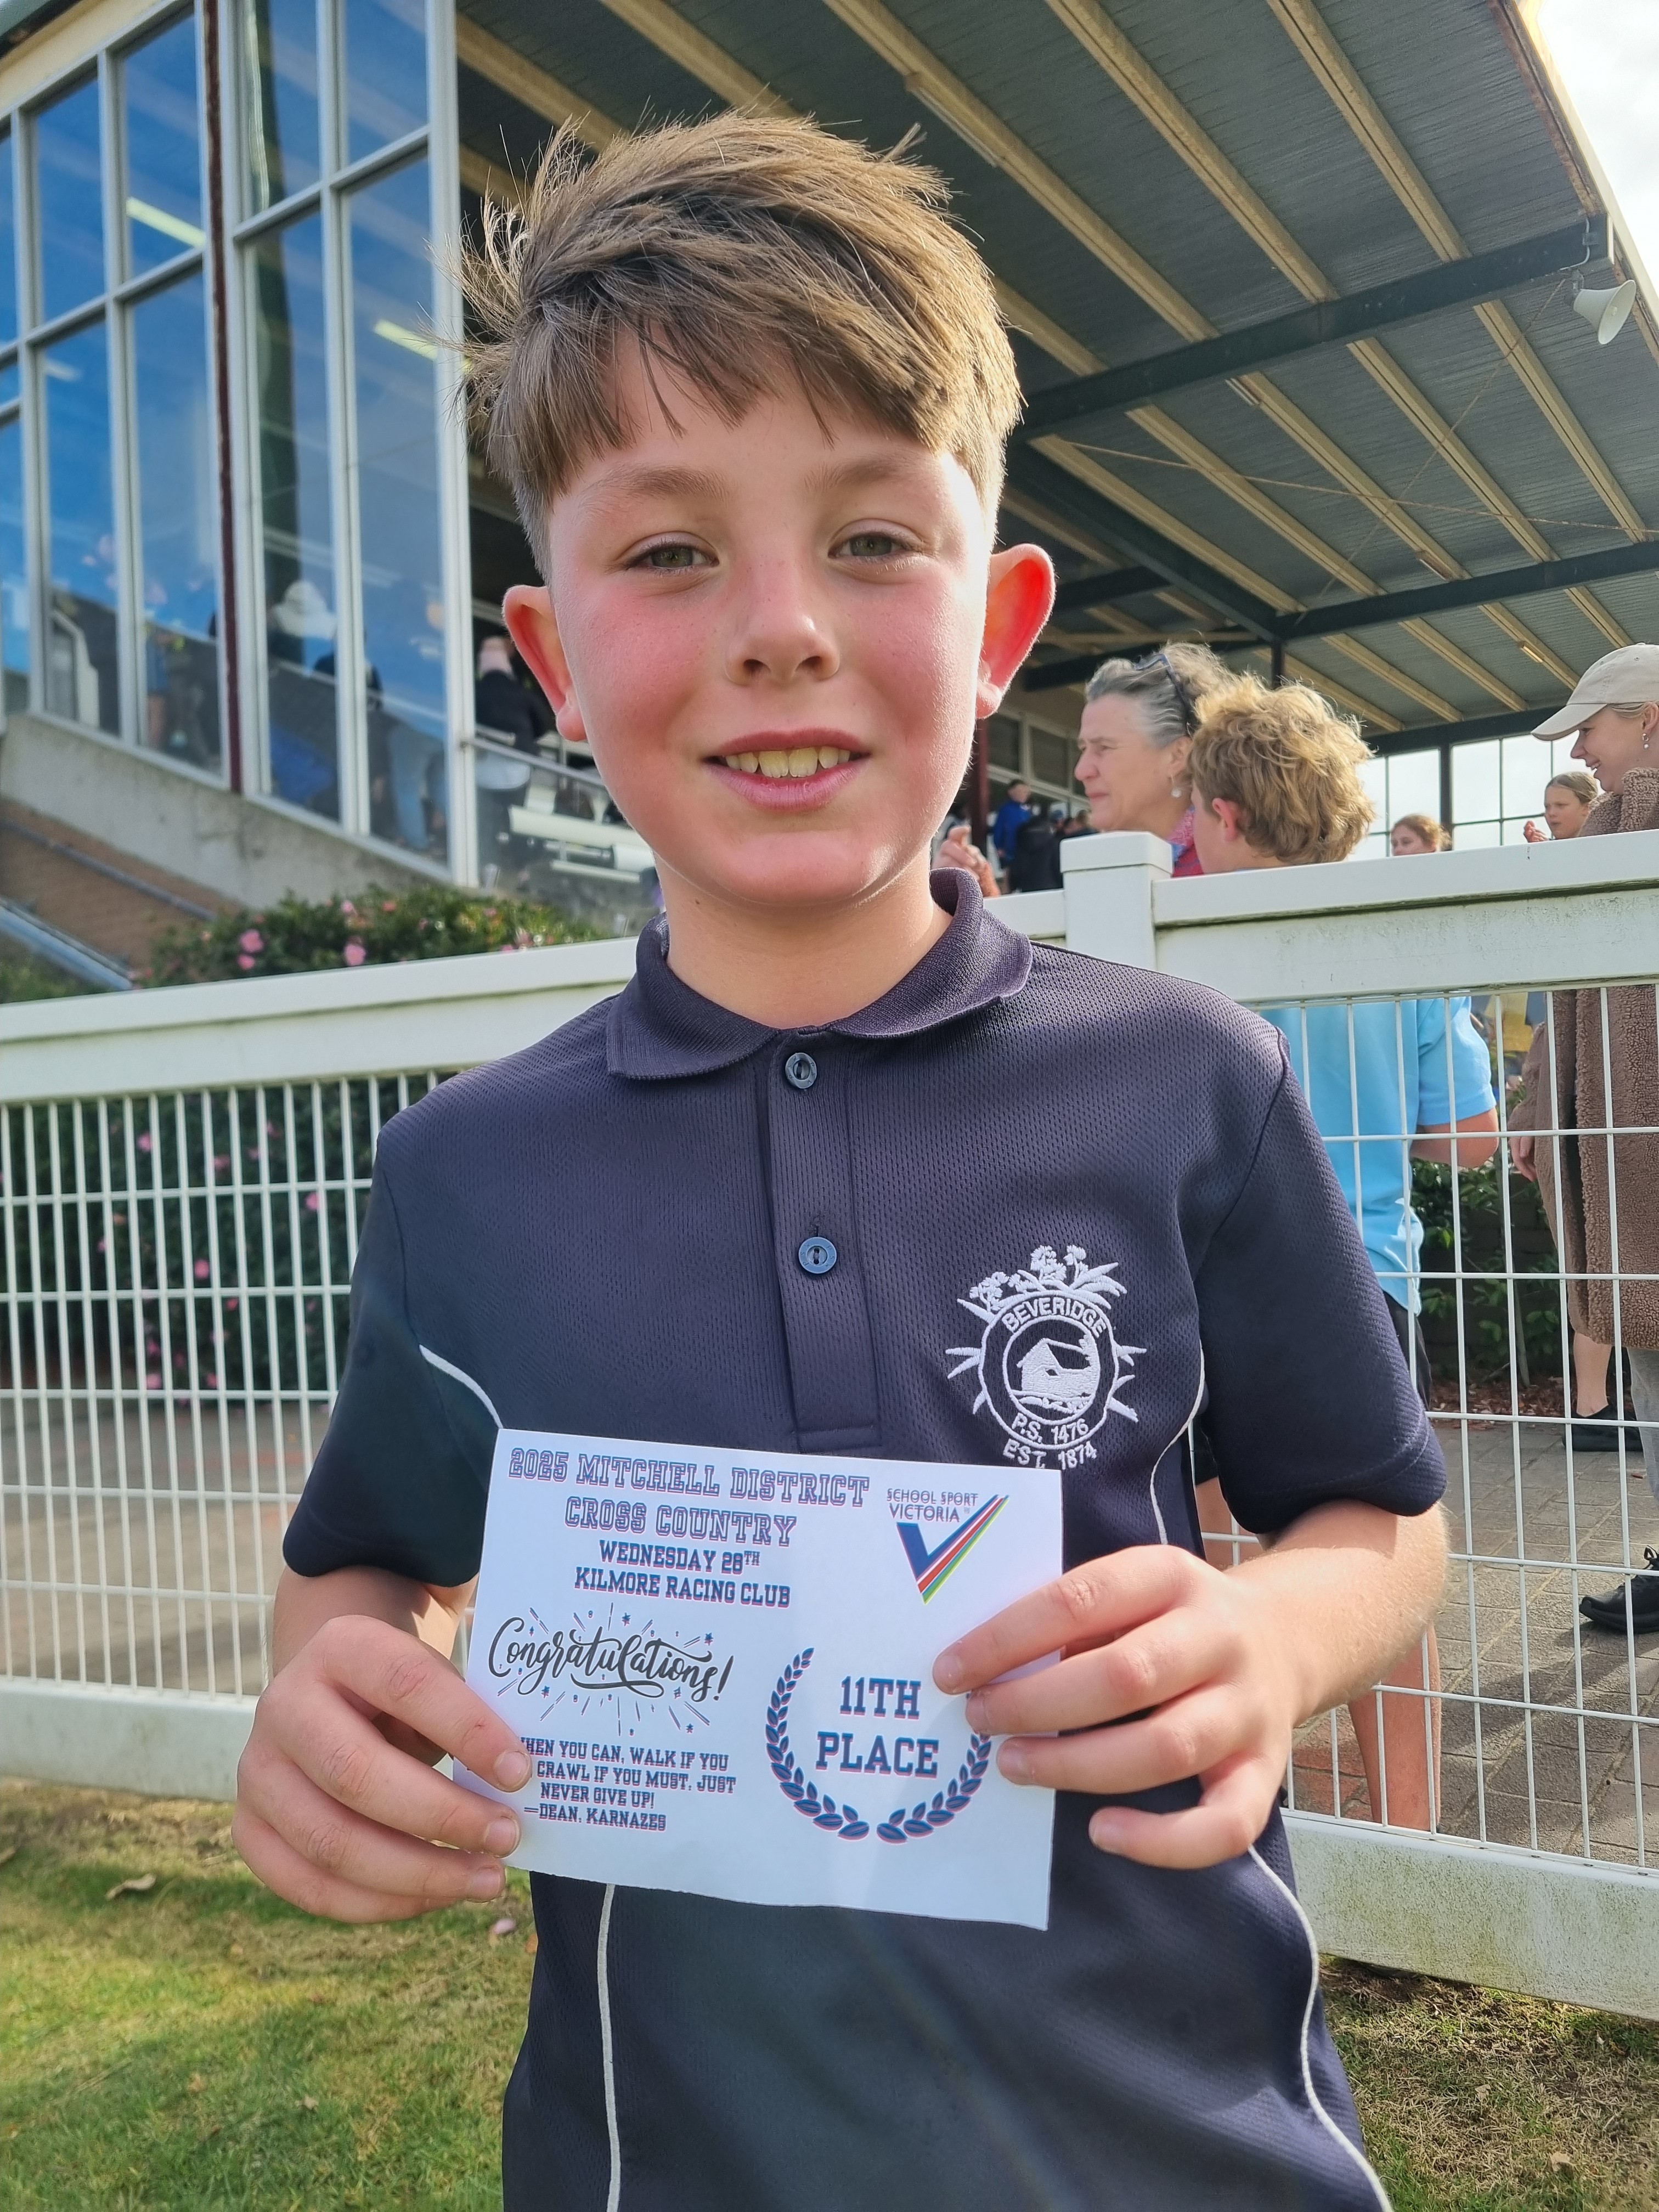 BEVERIDGE
P.S. 1476
EST. 1874
2025 MITCHELL DISTRICT
CROSS COUNTRY
WEDNESDAY 28TH
KILMORE RACING CLUB
SCHOOL SPORT
VICTORIA
Congratulations!
HEN YOU CAN, WALK IF YOU
CRAWL IF YOU MUST, JUST
NEVER GIVE UP!
—DEAN. KARNAZES
11TH
PLACE